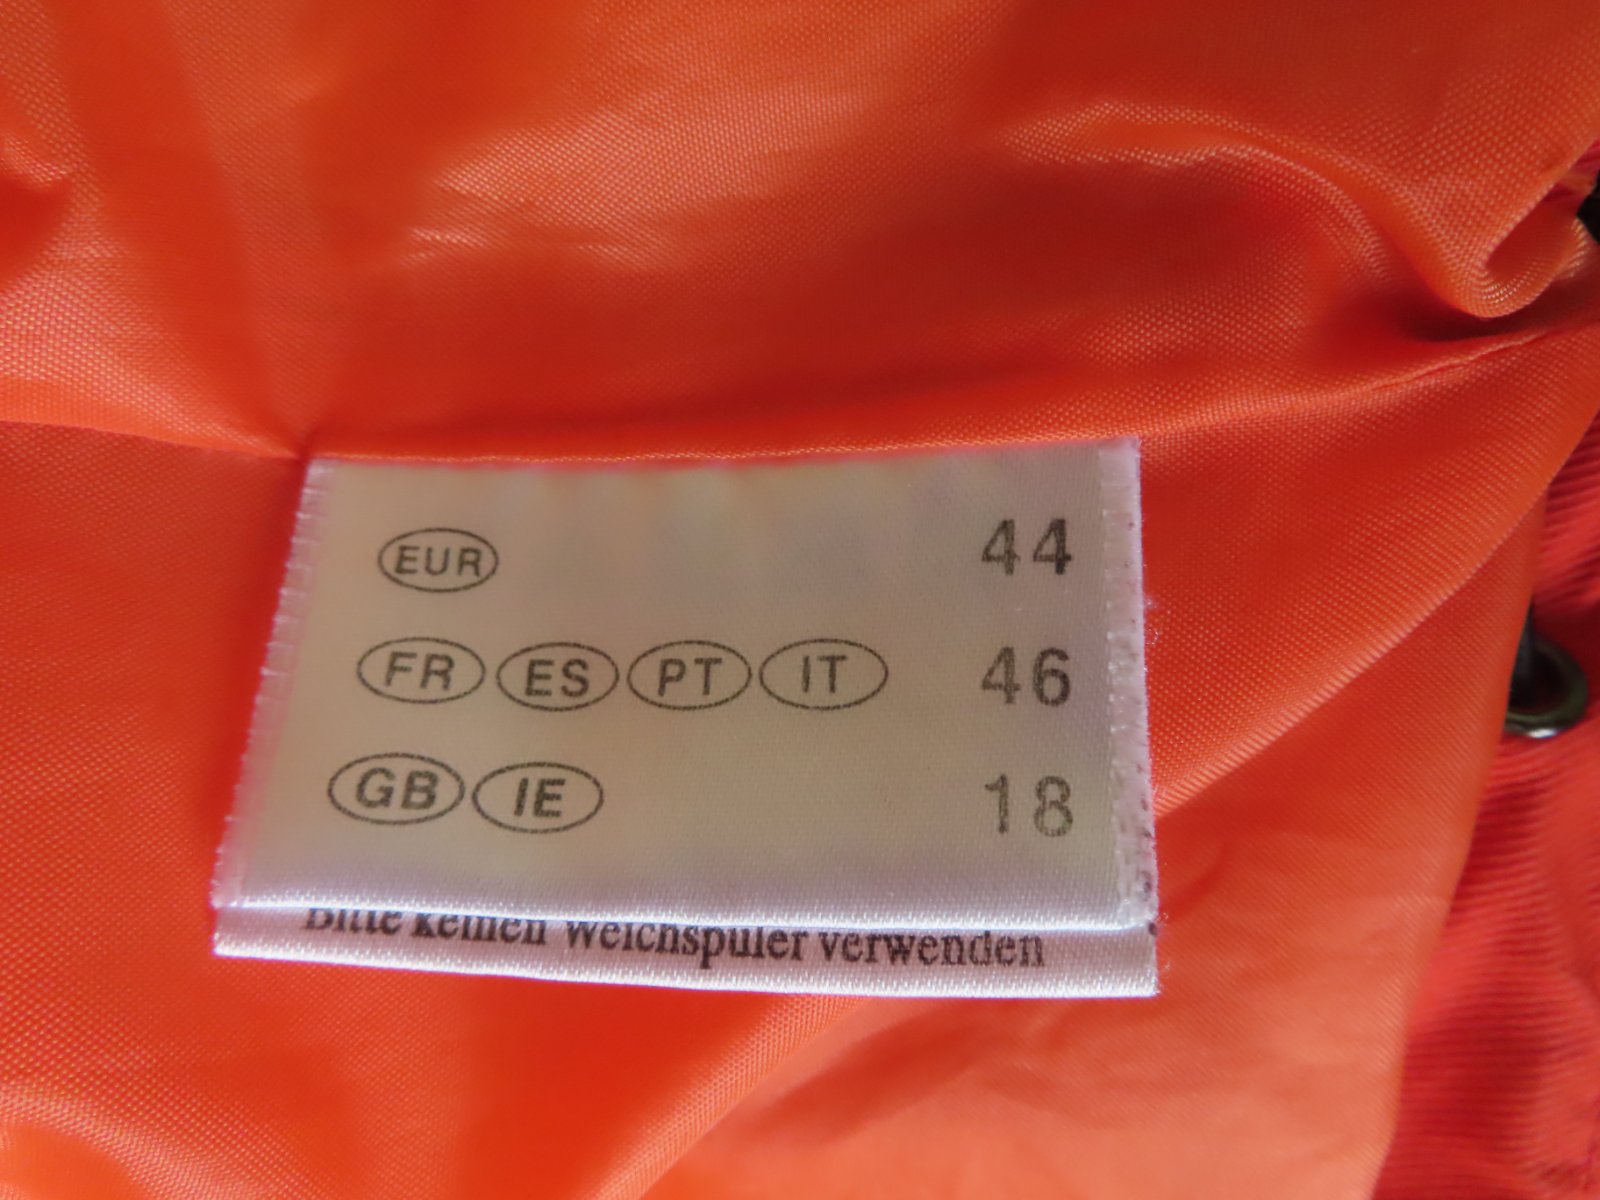 EUR 44
FR ES PT IT 46
GB IE 18
Bitte keinen Weichspüler verwenden